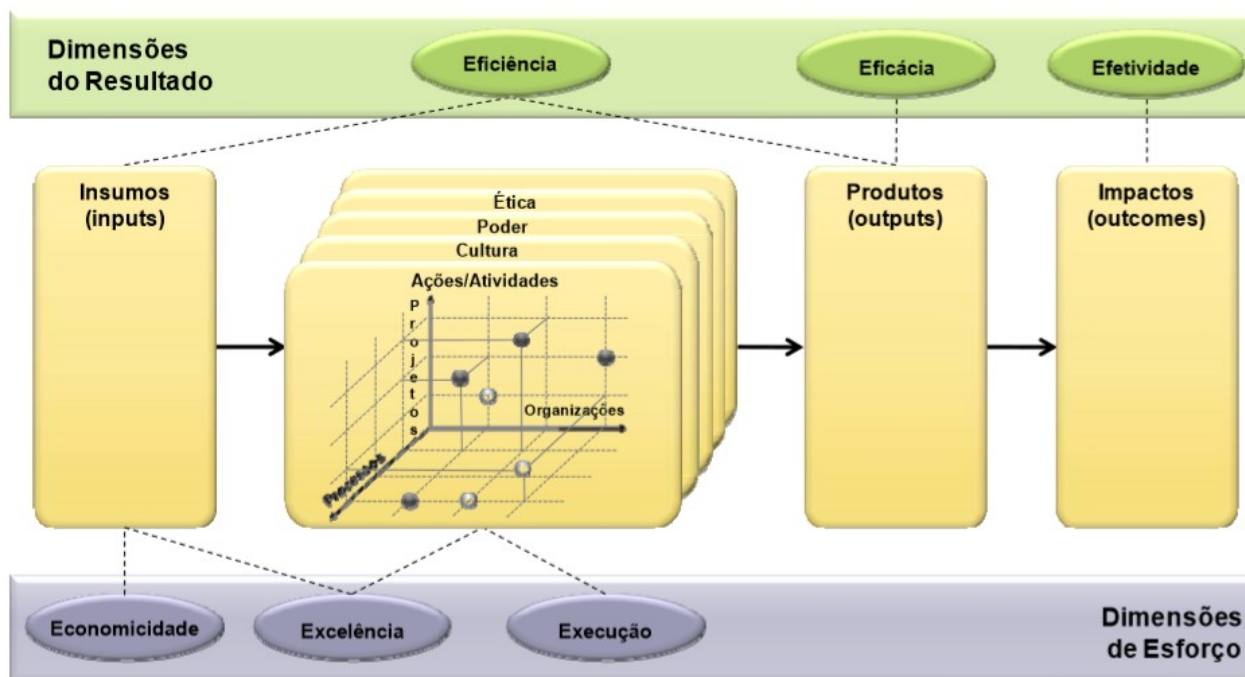 Dimensões
do Resultado
Eficiência
Eficácia
Efetividade
Insumos
(inputs)
Ética
Poder
Cultura
Ações/Atividades
Projetos
Organizações
Processos
Produtos
(outputs)
Impactos
(outcomes)
Economicidade
Excelência
Execução
Dimensões
de Esforço